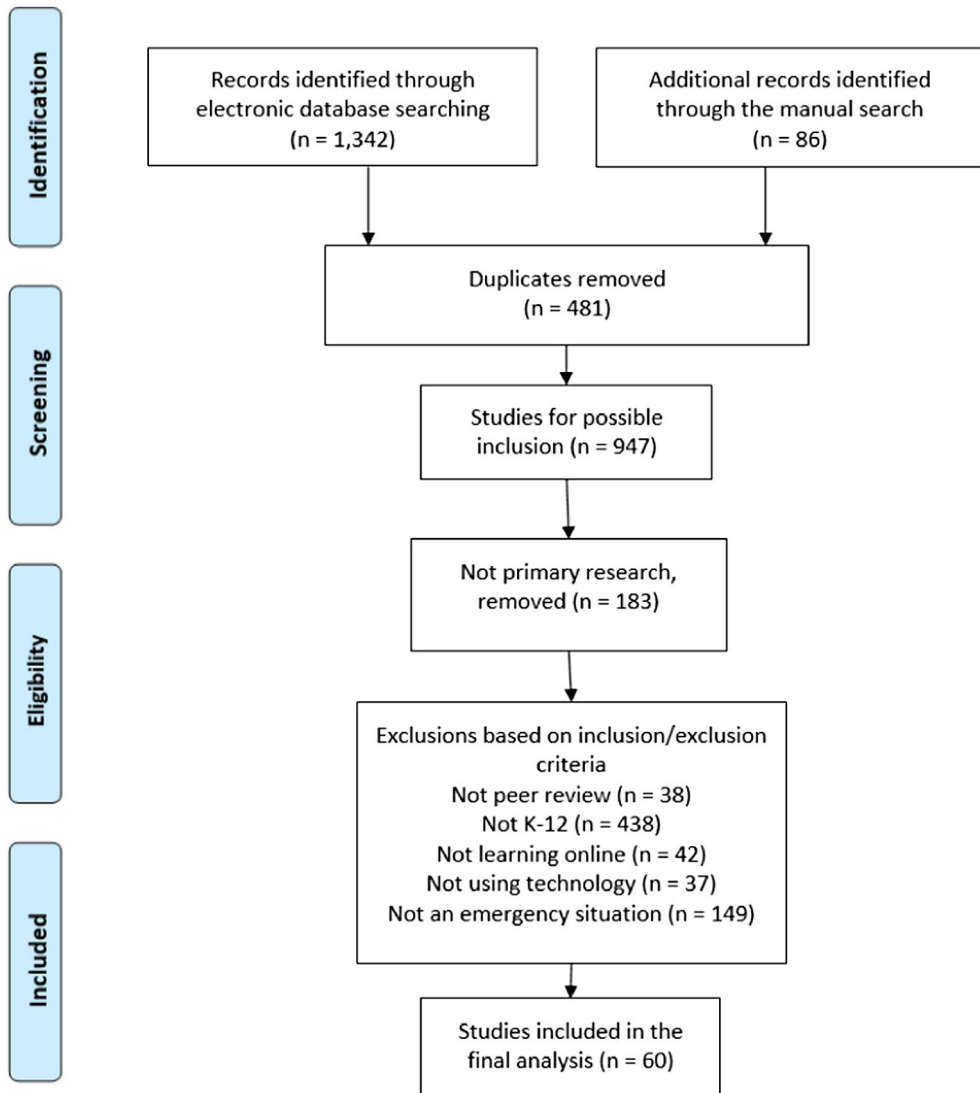 Identification
Records identified through
electronic database searching
(n = 1,342)
Additional records identified
through the manual search
(n = 86)
Duplicates removed
(n = 481)
Screening
Studies for possible
inclusion (n = 947)
Eligibility
Not primary research,
removed (n = 183)
Exclusions based on inclusion/exclusion
criteria
Not peer review (n = 38)
Not K-12 (n = 438)
Not learning online (n = 42)
Not using technology (n = 37)
Not an emergency situation (n = 149)
Included
Studies included in the
final analysis (n = 60)